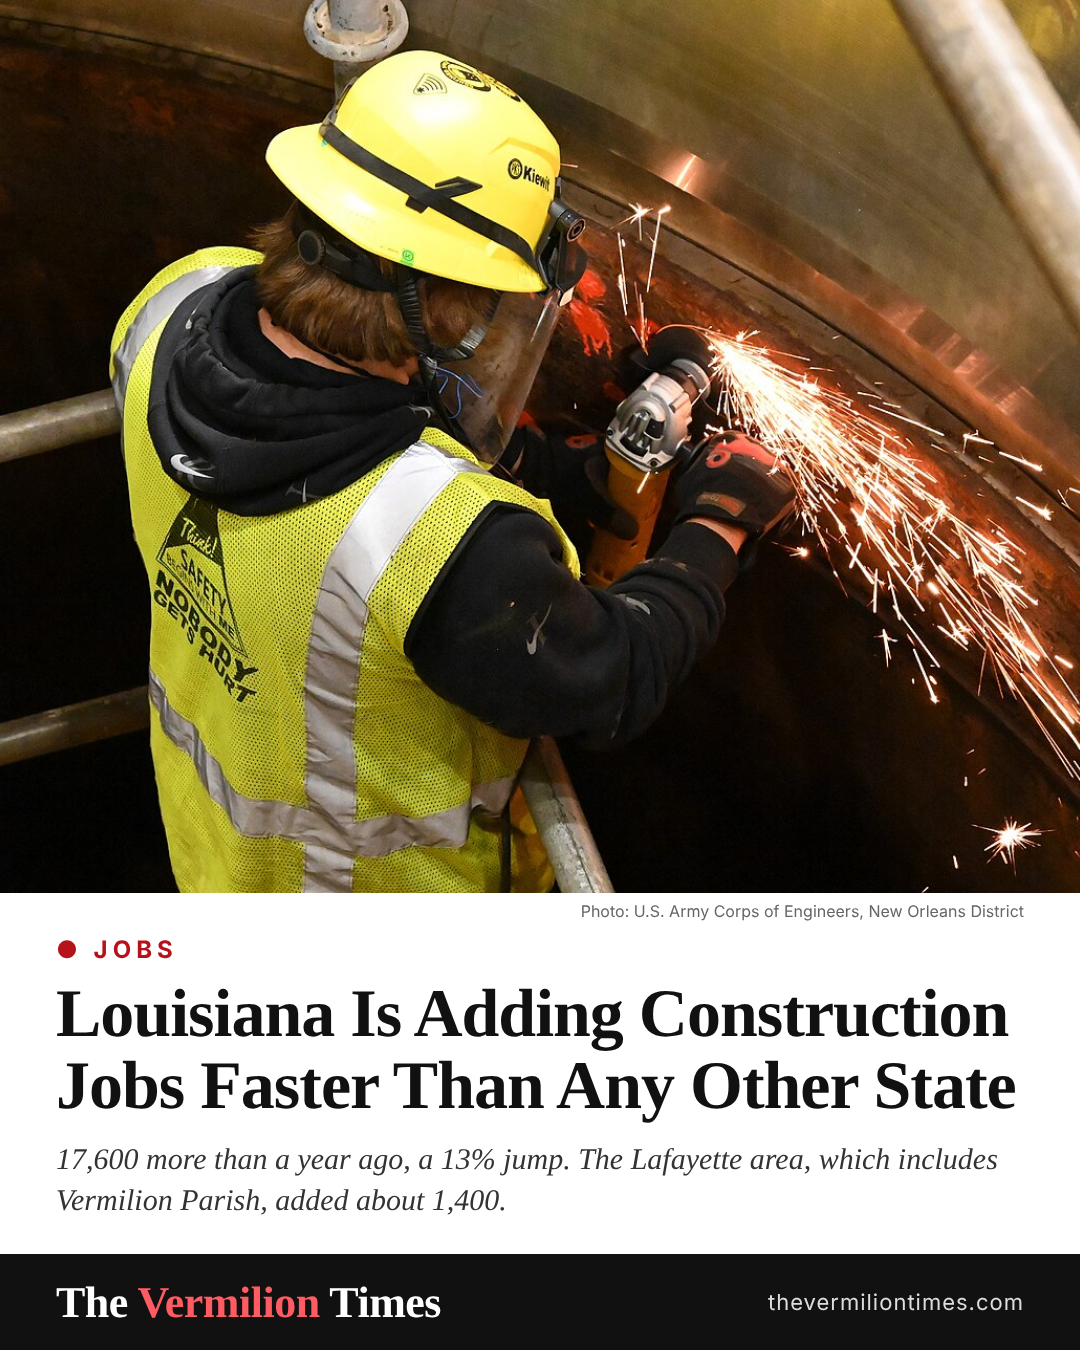 Kiewit
Think!
SAFETY
NOBODY
GETS HURT
Photo: U.S. Army Corps of Engineers, New Orleans District
JOBS
Louisiana Is Adding Construction
Jobs Faster Than Any Other State
17,600 more than a year ago, a 13% jump. The Lafayette area, which includes
Vermilion Parish, added about 1,400.
The Vermilion Times
thevermiliontimes.com